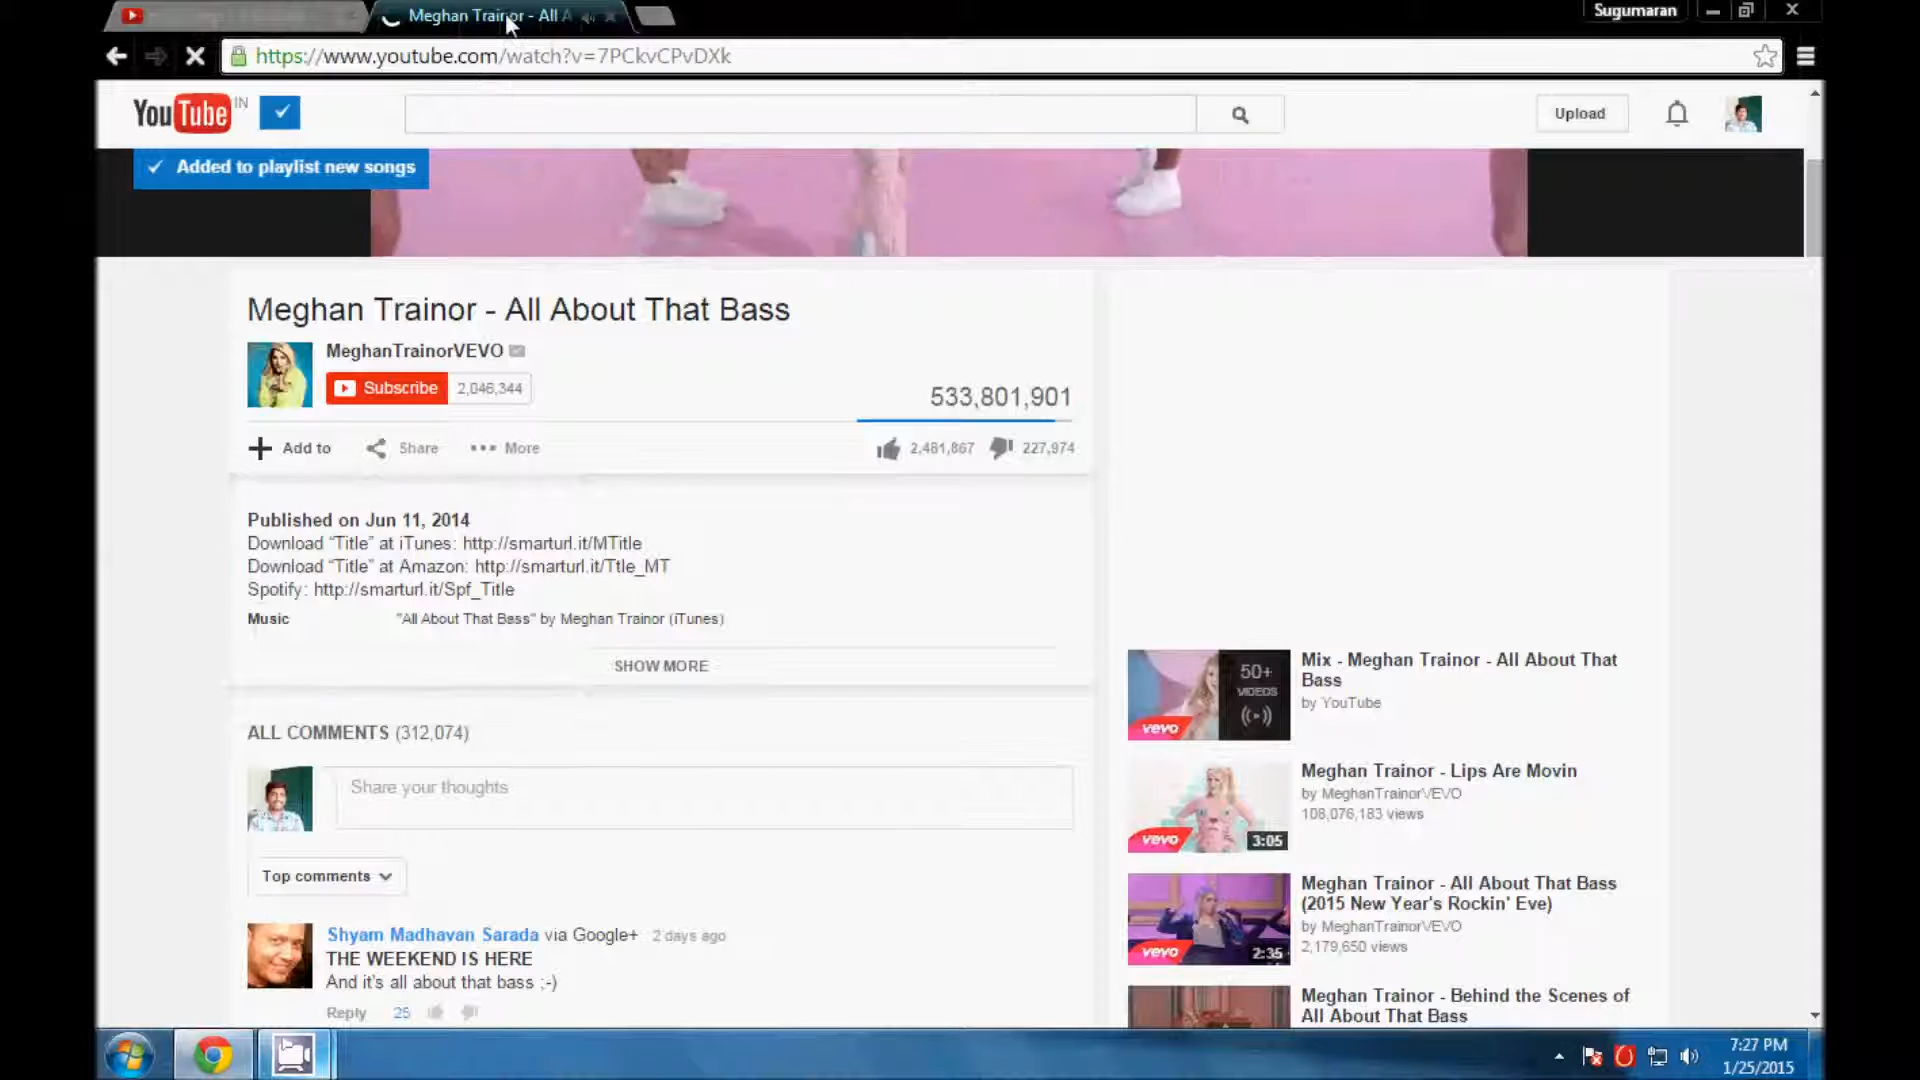 Meghan Trainor - All A
Sugumaran
https://www.youtube.com/watch?v=7PCkvCPvDXk
YouTube IN
Upload
Added to playlist new songs
Meghan Trainor - All About That Bass
MeghanTrainorVEVO
Subscribe 2,046,344
533,801,901
Add to Share More 2,481,867 227,974
Published on Jun 11, 2014
Download “Title” at iTunes: http://smarturl.it/MTitle
Download “Title” at Amazon: http://smarturl.it/Ttle_MT
Spotify: http://smarturl.it/Spf_Title
Music "All About That Bass" by Meghan Trainor (iTunes)
SHOW MORE
ALL COMMENTS (312,074)
Share your thoughts
Top comments
Shyam Madhavan Sarada via Google+ 2 days ago
THE WEEKEND IS HERE
And it's all about that bass ;-)
Reply 25
50+
VIDEOS
vevo
Mix - Meghan Trainor - All About That
Bass
by YouTube
vevo
3:05
Meghan Trainor - Lips Are Movin
by MeghanTrainorVEVO
108,076,183 views
vevo
2:35
Meghan Trainor - All About That Bass
(2015 New Year's Rockin' Eve)
by MeghanTrainorVEVO
2,179,650 views
Meghan Trainor - Behind the Scenes of
All About That Bass
7:27 PM
1/25/2015